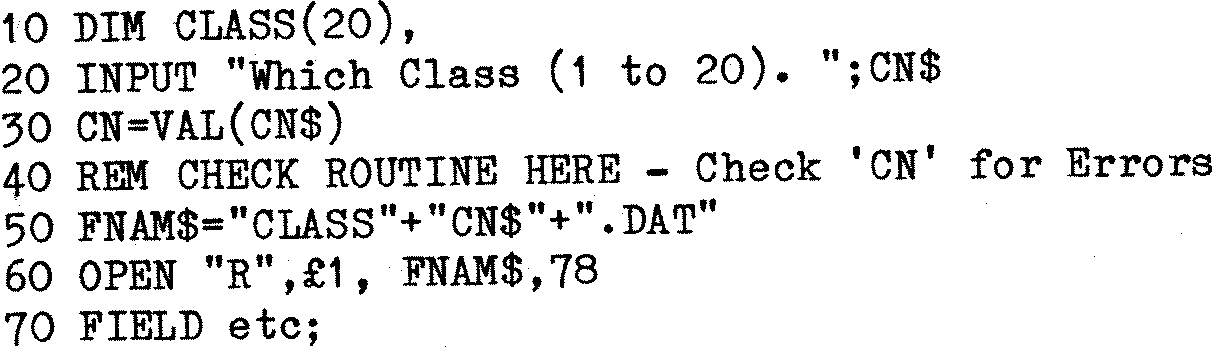 10 DIM CLASS(20),
20 INPUT "Which Class (1 to 20). ";CN$
30 CN=VAL(CN$)
40 REM CHECK ROUTINE HERE - Check 'CN' for Errors
50 FNAM$="CLASS"+"CN$"+".DAT"
60 OPEN "R",£1, FNAM$,78
70 FIELD etc;